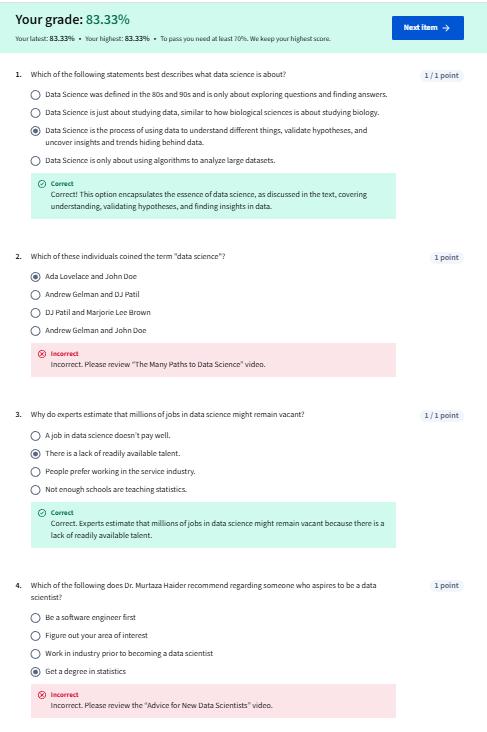 Your grade: 83.33%
Your latest: 83.33% • Your highest: 83.33% • To pass you need at least 70%. We keep your highest score.
Next item →
1. Which of the following statements best describes what data science is about?
1 / 1 point
Data Science was defined in the 80s and 90s and is only about exploring questions and finding answers.
Data Science is just about studying data, similar to how biological sciences is about studying biology.
Data Science is the process of using data to understand different things, validate hypotheses, and
uncover insights and trends hiding behind data.
Data Science is only about using algorithms to analyze large datasets.
Correct
Correct! This option encapsulates the essence of data science, as discussed in the text, covering
understanding, validating hypotheses, and finding insights in data.
2. Which of these individuals coined the term "data science"?
1 point
Ada Lovelace and John Doe
Andrew Gelman and DJ Patil
DJ Patil and Marjorie Lee Brown
Andrew Gelman and John Doe
Incorrect
Incorrect. Please review “The Many Paths to Data Science” video.
3. Why do experts estimate that millions of jobs in data science might remain vacant?
1 / 1 point
A job in data science doesn’t pay well.
There is a lack of readily available talent.
People prefer working in the service industry.
Not enough schools are teaching statistics.
Correct
Correct. Experts estimate that millions of jobs in data science might remain vacant because there is a
lack of readily available talent.
4. Which of the following does Dr. Murtaza Haider recommend regarding someone who aspires to be a data
scientist?
1 point
Be a software engineer first
Figure out your area of interest
Work in industry prior to becoming a data scientist
Get a degree in statistics
Incorrect
Incorrect. Please review the “Advice for New Data Scientists” video.